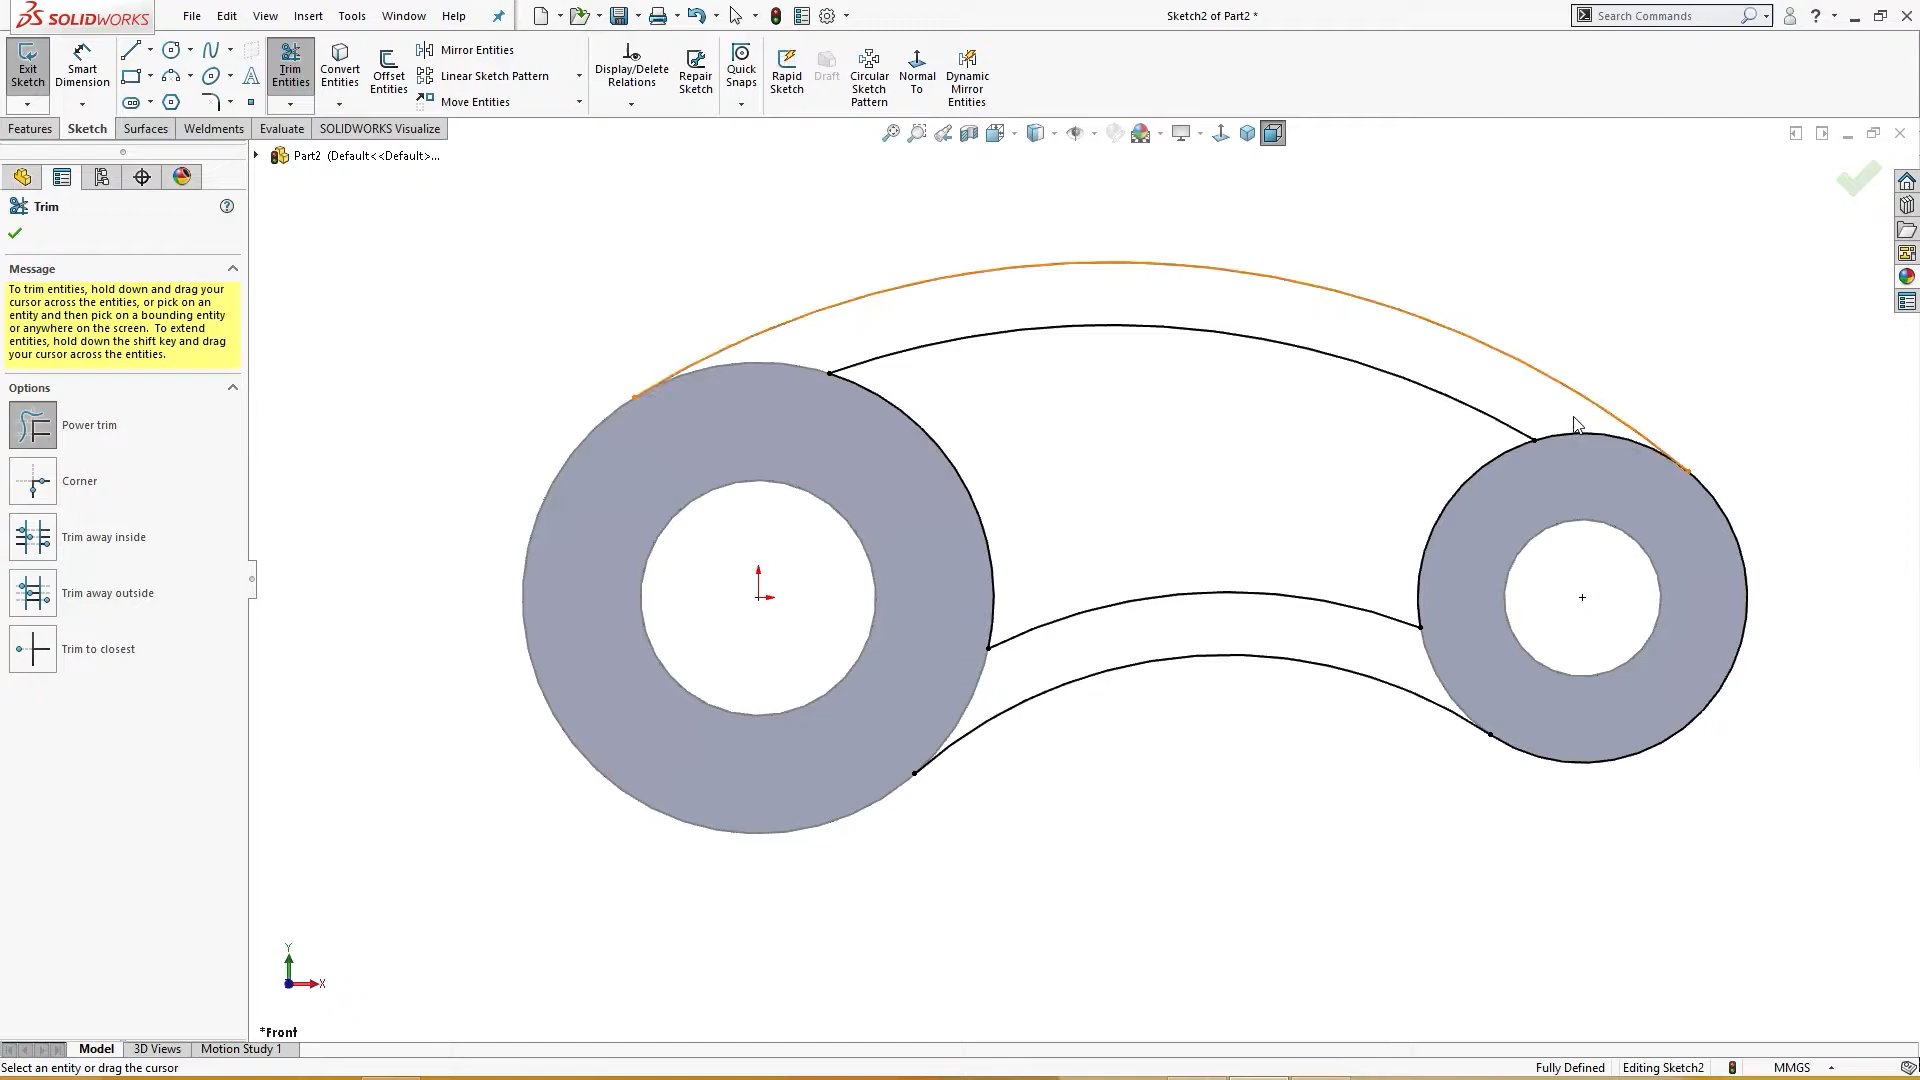 SOLIDWORKS
File Edit View Insert Tools Window Help
Sketch2 of Part2 *
Search Commands
Exit Sketch
Smart Dimension
Trim Entities
Convert Entities
Offset Entities
Mirror Entities
Linear Sketch Pattern
Move Entities
Display/Delete Relations
Repair Sketch
Quick Snaps
Rapid Sketch
Draft
Circular Sketch Pattern
Normal To
Dynamic Mirror Entities
Features Sketch Surfaces Weldments Evaluate SOLIDWORKS Visualize
Part2 (Default<<Default>...
Trim
Message
To trim entities, hold down and drag your
cursor across the entities, or pick on an
entity and then pick on a bounding entity
or anywhere on the screen. To extend
entities, hold down the shift key and drag
your cursor across the entities.
Options
Power trim
Corner
Trim away inside
Trim away outside
Trim to closest
Y
X
*Front
Model 3D Views Motion Study 1
Select an entity or drag the cursor
Fully Defined Editing Sketch2 MMGS